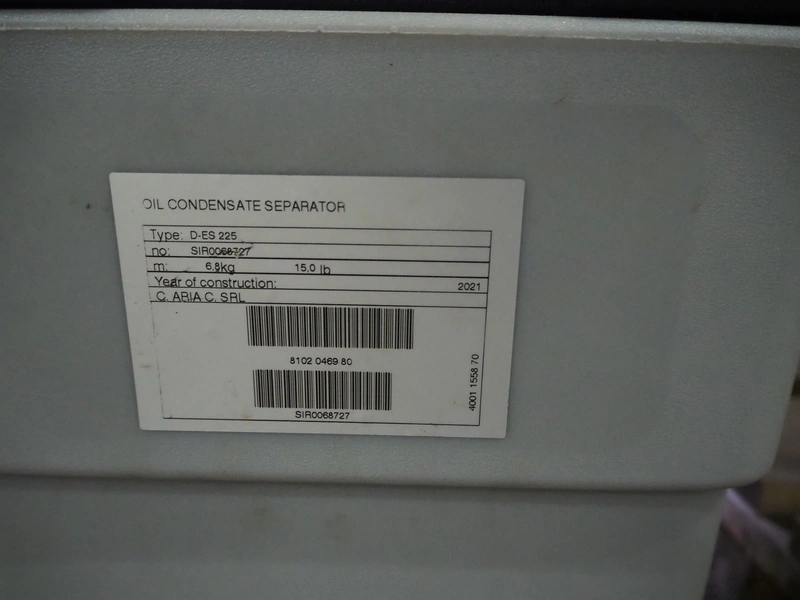 OIL CONDENSATE SEPARATOR
Type: D-ES 225
no: SIR0068727
m: 6.8kg 15.0 lb
Year of construction: 2021
C. ARIA C. SRL
8102 0469 80
SIR0068727
4001 1558 70